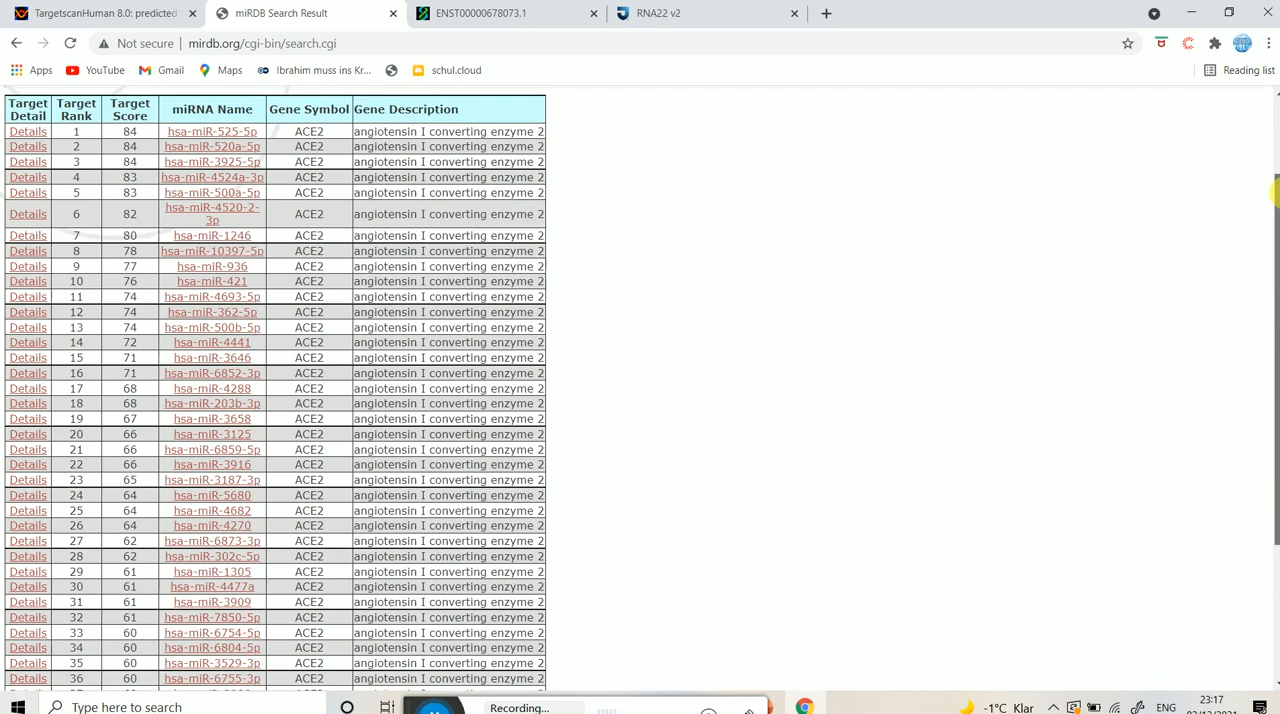 TargetscanHuman 8.0: predicted
miRDB Search Result
ENST00000678073.1
RNA22 v2
Not secure mirdb.org/cgi-bin/search.cgi
Apps YouTube Gmail Maps Ibrahim muss ins Kr... schul.cloud Reading list
Target Detail Target Rank Target Score miRNA Name Gene Symbol Gene Description
Details 1 84 hsa-miR-525-5p ACE2 angiotensin I converting enzyme 2
Details 2 84 hsa-miR-520a-5p ACE2 angiotensin I converting enzyme 2
Details 3 84 hsa-miR-3925-5p ACE2 angiotensin I converting enzyme 2
Details 4 83 hsa-miR-4524a-3p ACE2 angiotensin I converting enzyme 2
Details 5 83 hsa-miR-500a-5p ACE2 angiotensin I converting enzyme 2
Details 6 82 hsa-miR-4520-2-3p ACE2 angiotensin I converting enzyme 2
Details 7 80 hsa-miR-1246 ACE2 angiotensin I converting enzyme 2
Details 8 78 hsa-miR-10397-5p ACE2 angiotensin I converting enzyme 2
Details 9 77 hsa-miR-936 ACE2 angiotensin I converting enzyme 2
Details 10 76 hsa-miR-421 ACE2 angiotensin I converting enzyme 2
Details 11 74 hsa-miR-4693-5p ACE2 angiotensin I converting enzyme 2
Details 12 74 hsa-miR-362-5p ACE2 angiotensin I converting enzyme 2
Details 13 74 hsa-miR-500b-5p ACE2 angiotensin I converting enzyme 2
Details 14 72 hsa-miR-4441 ACE2 angiotensin I converting enzyme 2
Details 15 71 hsa-miR-3646 ACE2 angiotensin I converting enzyme 2
Details 16 71 hsa-miR-6852-3p ACE2 angiotensin I converting enzyme 2
Details 17 68 hsa-miR-4288 ACE2 angiotensin I converting enzyme 2
Details 18 68 hsa-miR-203b-3p ACE2 angiotensin I converting enzyme 2
Details 19 67 hsa-miR-3658 ACE2 angiotensin I converting enzyme 2
Details 20 66 hsa-miR-3125 ACE2 angiotensin I converting enzyme 2
Details 21 66 hsa-miR-6859-5p ACE2 angiotensin I converting enzyme 2
Details 22 66 hsa-miR-3916 ACE2 angiotensin I converting enzyme 2
Details 23 65 hsa-miR-3187-3p ACE2 angiotensin I converting enzyme 2
Details 24 64 hsa-miR-5680 ACE2 angiotensin I converting enzyme 2
Details 25 64 hsa-miR-4682 ACE2 angiotensin I converting enzyme 2
Details 26 64 hsa-miR-4270 ACE2 angiotensin I converting enzyme 2
Details 27 62 hsa-miR-6873-3p ACE2 angiotensin I converting enzyme 2
Details 28 62 hsa-miR-302c-5p ACE2 angiotensin I converting enzyme 2
Details 29 61 hsa-miR-1305 ACE2 angiotensin I converting enzyme 2
Details 30 61 hsa-miR-4477a ACE2 angiotensin I converting enzyme 2
Details 31 61 hsa-miR-3909 ACE2 angiotensin I converting enzyme 2
Details 32 61 hsa-miR-7850-5p ACE2 angiotensin I converting enzyme 2
Details 33 60 hsa-miR-6754-5p ACE2 angiotensin I converting enzyme 2
Details 34 60 hsa-miR-6804-5p ACE2 angiotensin I converting enzyme 2
Details 35 60 hsa-miR-3529-3p ACE2 angiotensin I converting enzyme 2
Details 36 60 hsa-miR-6755-3p ACE2 angiotensin I converting enzyme 2
Type here to search
Recording...
-1°C Klar
ENG
23:17